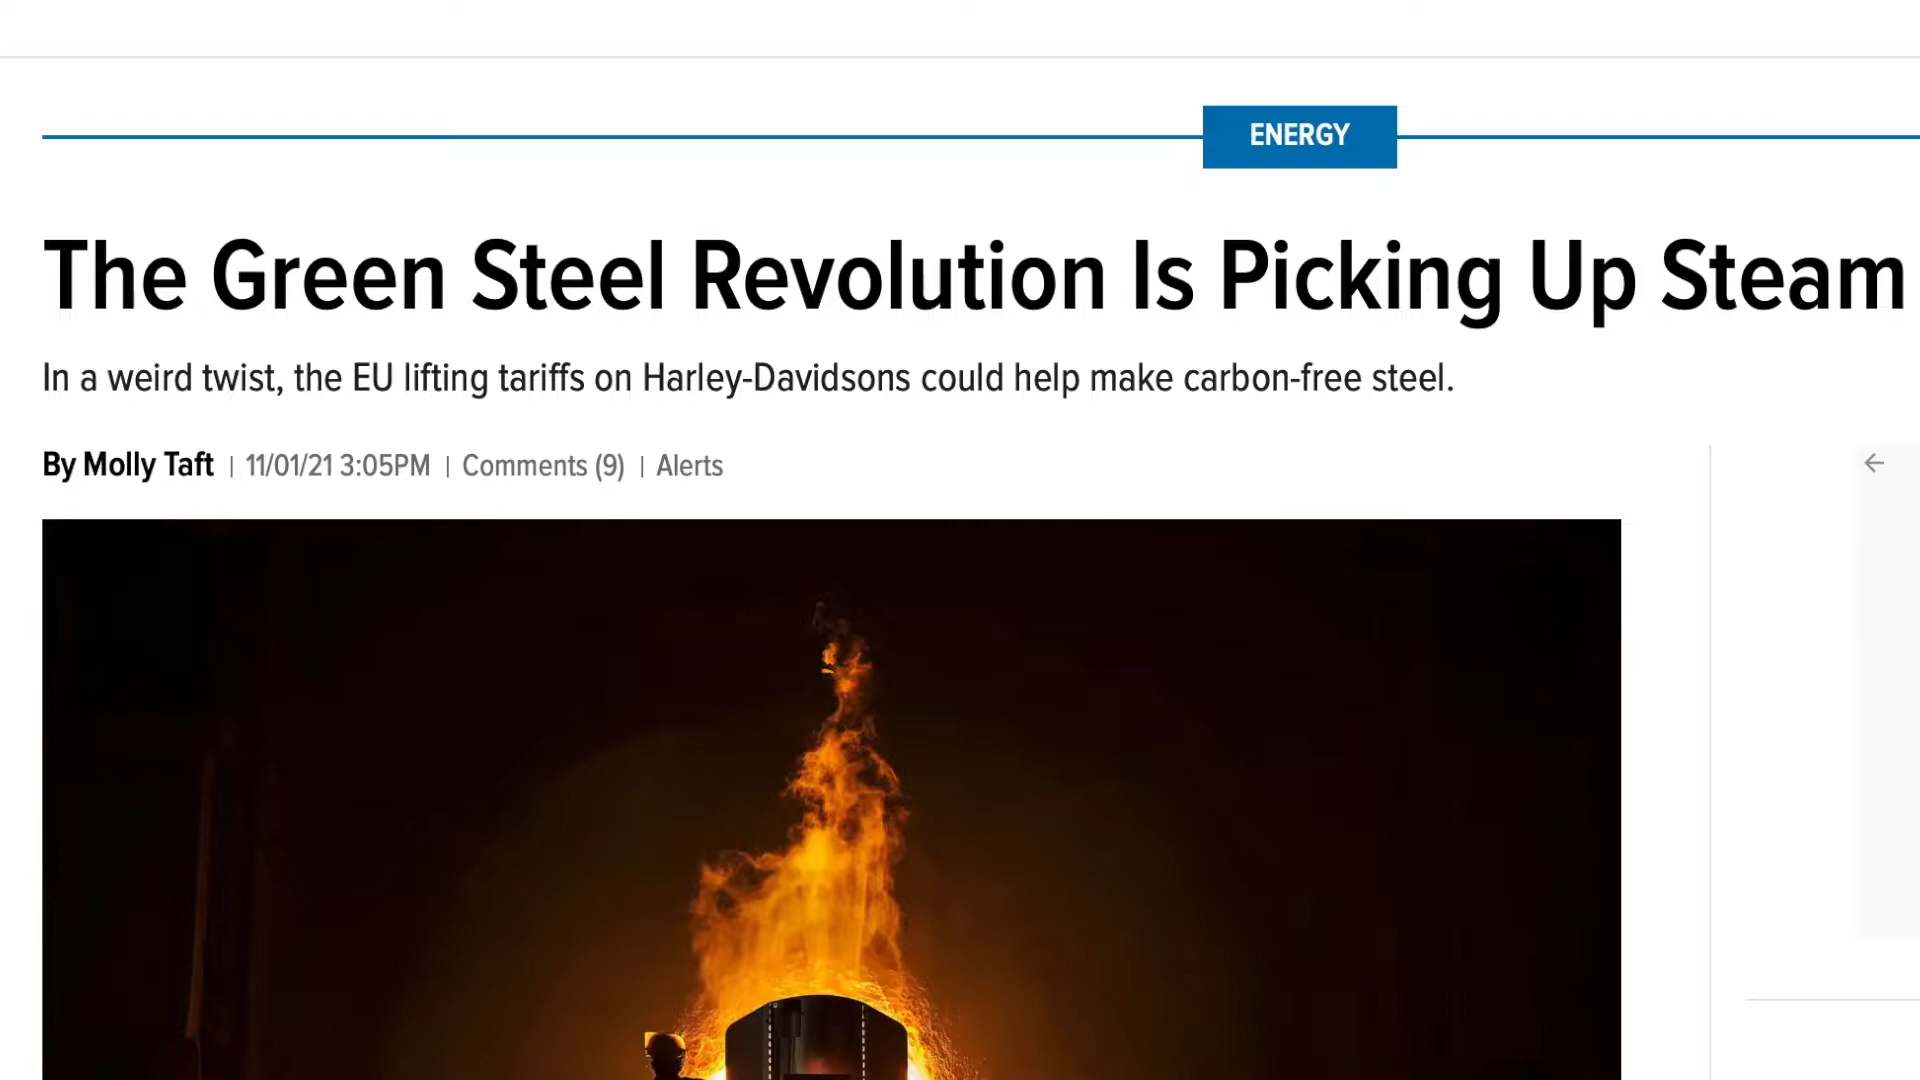 ENERGY
The Green Steel Revolution Is Picking Up Steam
In a weird twist, the EU lifting tariffs on Harley-Davidsons could help make carbon-free steel.
By Molly Taft | 11/01/21 3:05PM | Comments (9) | Alerts